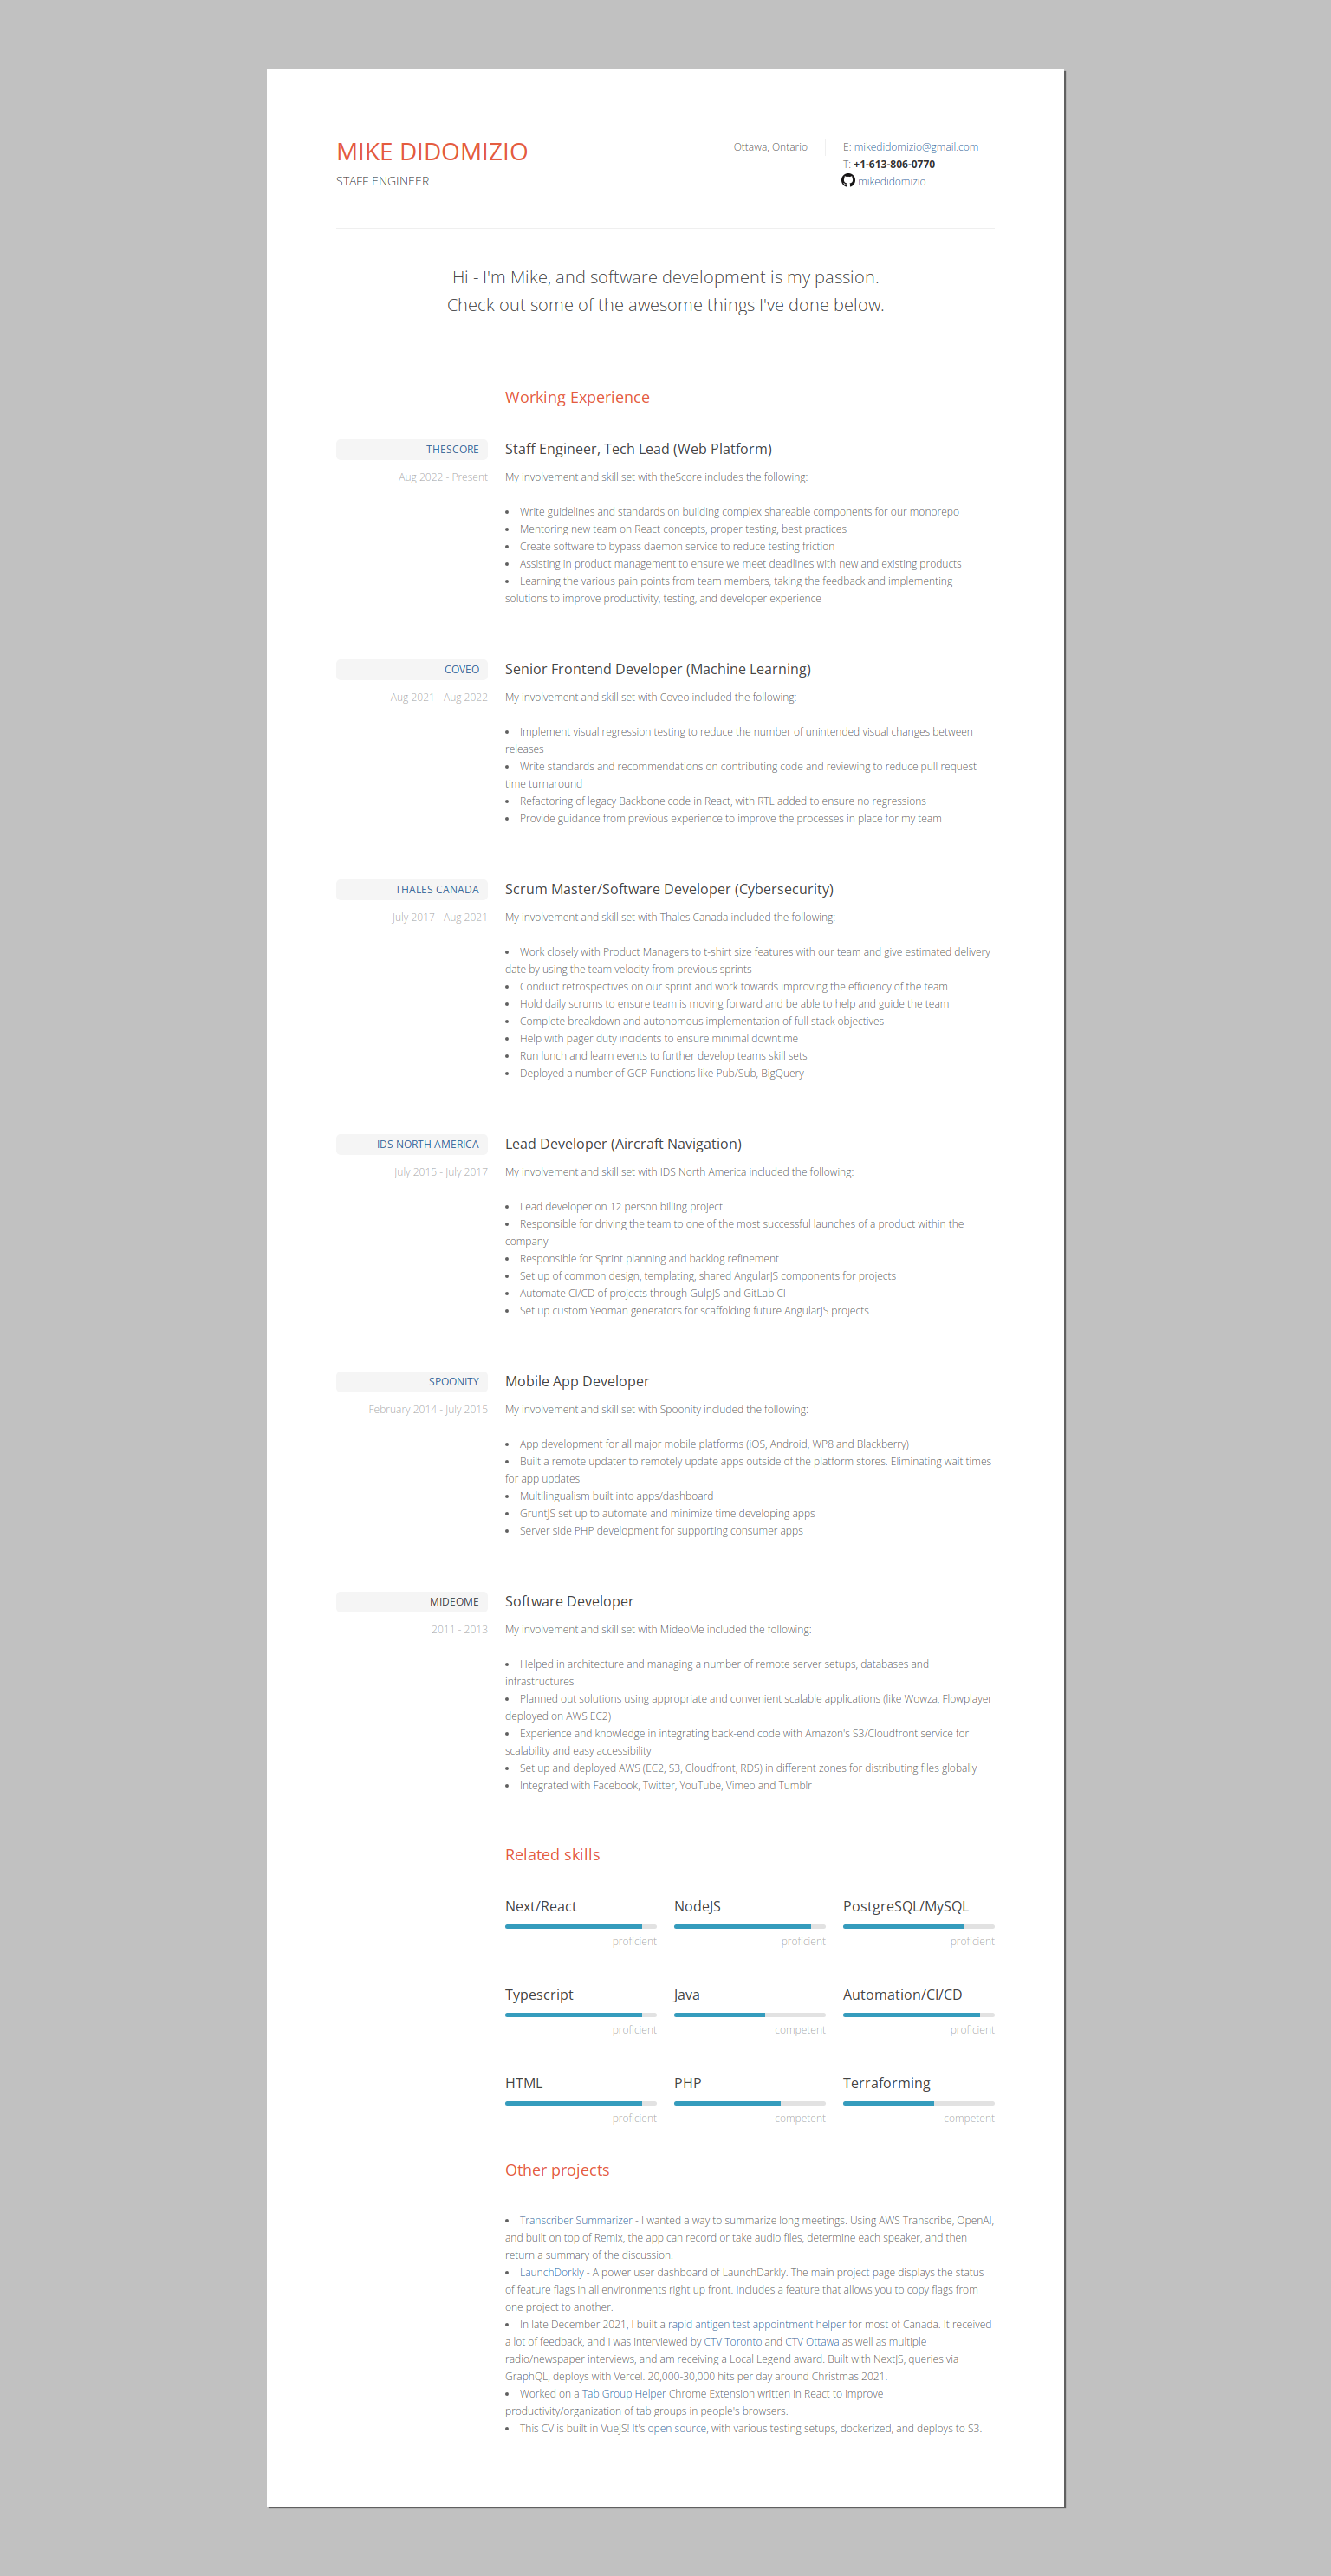 MIKE DIDOMIZIO
STAFF ENGINEER
Ottawa, Ontario
E: mikedidomizio@gmail.com
T: +1-613-806-0770
mikedidomizio
Hi - I'm Mike, and software development is my passion.
Check out some of the awesome things I've done below.
Working Experience
THESCORE
Aug 2022 - Present
Staff Engineer, Tech Lead (Web Platform)
My involvement and skill set with theScore includes the following:
• Write guidelines and standards on building complex shareable components for our monorepo
• Mentoring new team on React concepts, proper testing, best practices
• Create software to bypass daemon service to reduce testing friction
• Assisting in product management to ensure we meet deadlines with new and existing products
• Learning the various pain points from team members, taking the feedback and implementing
solutions to improve productivity, testing, and developer experience
COVEO
Aug 2021 - Aug 2022
Senior Frontend Developer (Machine Learning)
My involvement and skill set with Coveo included the following:
• Implement visual regression testing to reduce the number of unintended visual changes between
releases
• Write standards and recommendations on contributing code and reviewing to reduce pull request
time turnaround
• Refactoring of legacy Backbone code in React, with RTL added to ensure no regressions
• Provide guidance from previous experience to improve the processes in place for my team
THALES CANADA
July 2017 - Aug 2021
Scrum Master/Software Developer (Cybersecurity)
My involvement and skill set with Thales Canada included the following:
• Work closely with Product Managers to t-shirt size features with our team and give estimated delivery
date by using the team velocity from previous sprints
• Conduct retrospectives on our sprint and work towards improving the efficiency of the team
• Hold daily scrums to ensure team is moving forward and be able to help and guide the team
• Complete breakdown and autonomous implementation of full stack objectives
• Help with pager duty incidents to ensure minimal downtime
• Run lunch and learn events to further develop teams skill sets
• Deployed a number of GCP Functions like Pub/Sub, BigQuery
IDS NORTH AMERICA
July 2015 - July 2017
Lead Developer (Aircraft Navigation)
My involvement and skill set with IDS North America included the following:
• Lead developer on 12 person billing project
• Responsible for driving the team to one of the most successful launches of a product within the
company
• Responsible for Sprint planning and backlog refinement
• Set up of common design, templating, shared AngularJS components for projects
• Automate CI/CD of projects through GulpJS and GitLab CI
• Set up custom Yeoman generators for scaffolding future AngularJS projects
SPOONITY
February 2014 - July 2015
Mobile App Developer
My involvement and skill set with Spoonity included the following:
• App development for all major mobile platforms (iOS, Android, WP8 and Blackberry)
• Built a remote updater to remotely update apps outside of the platform stores. Eliminating wait times
for app updates
• Multilingualism built into apps/dashboard
• GruntJS set up to automate and minimize time developing apps
• Server side PHP development for supporting consumer apps
MIDEOME
2011 - 2013
Software Developer
My involvement and skill set with MideoMe included the following:
• Helped in architecture and managing a number of remote server setups, databases and
infrastructures
• Planned out solutions using appropriate and convenient scalable applications (like Wowza, Flowplayer
deployed on AWS EC2)
• Experience and knowledge in integrating back-end code with Amazon's S3/Cloudfront service for
scalability and easy accessibility
• Set up and deployed AWS (EC2, S3, Cloudfront, RDS) in different zones for distributing files globally
• Integrated with Facebook, Twitter, YouTube, Vimeo and Tumblr
Related skills
Next/React
proficient
NodeJS
proficient
PostgreSQL/MySQL
proficient
Typescript
proficient
Java
competent
Automation/CI/CD
proficient
HTML
proficient
PHP
competent
Terraforming
competent
Other projects
• Transcriber Summarizer - I wanted a way to summarize long meetings. Using AWS Transcribe, OpenAI,
and built on top of Remix, the app can record or take audio files, determine each speaker, and then
return a summary of the discussion.
• LaunchDorkly - A power user dashboard of LaunchDarkly. The main project page displays the status
of feature flags in all environments right up front. Includes a feature that allows you to copy flags from
one project to another.
• In late December 2021, I built a rapid antigen test appointment helper for most of Canada. It received
a lot of feedback, and I was interviewed by CTV Toronto and CTV Ottawa as well as multiple
radio/newspaper interviews, and am receiving a Local Legend award. Built with NextJS, queries via
GraphQL, deploys with Vercel. 20,000-30,000 hits per day around Christmas 2021.
• Worked on a Tab Group Helper Chrome Extension written in React to improve
productivity/organization of tab groups in people's browsers.
• This CV is built in VueJS! It's open source, with various testing setups, dockerized, and deploys to S3.